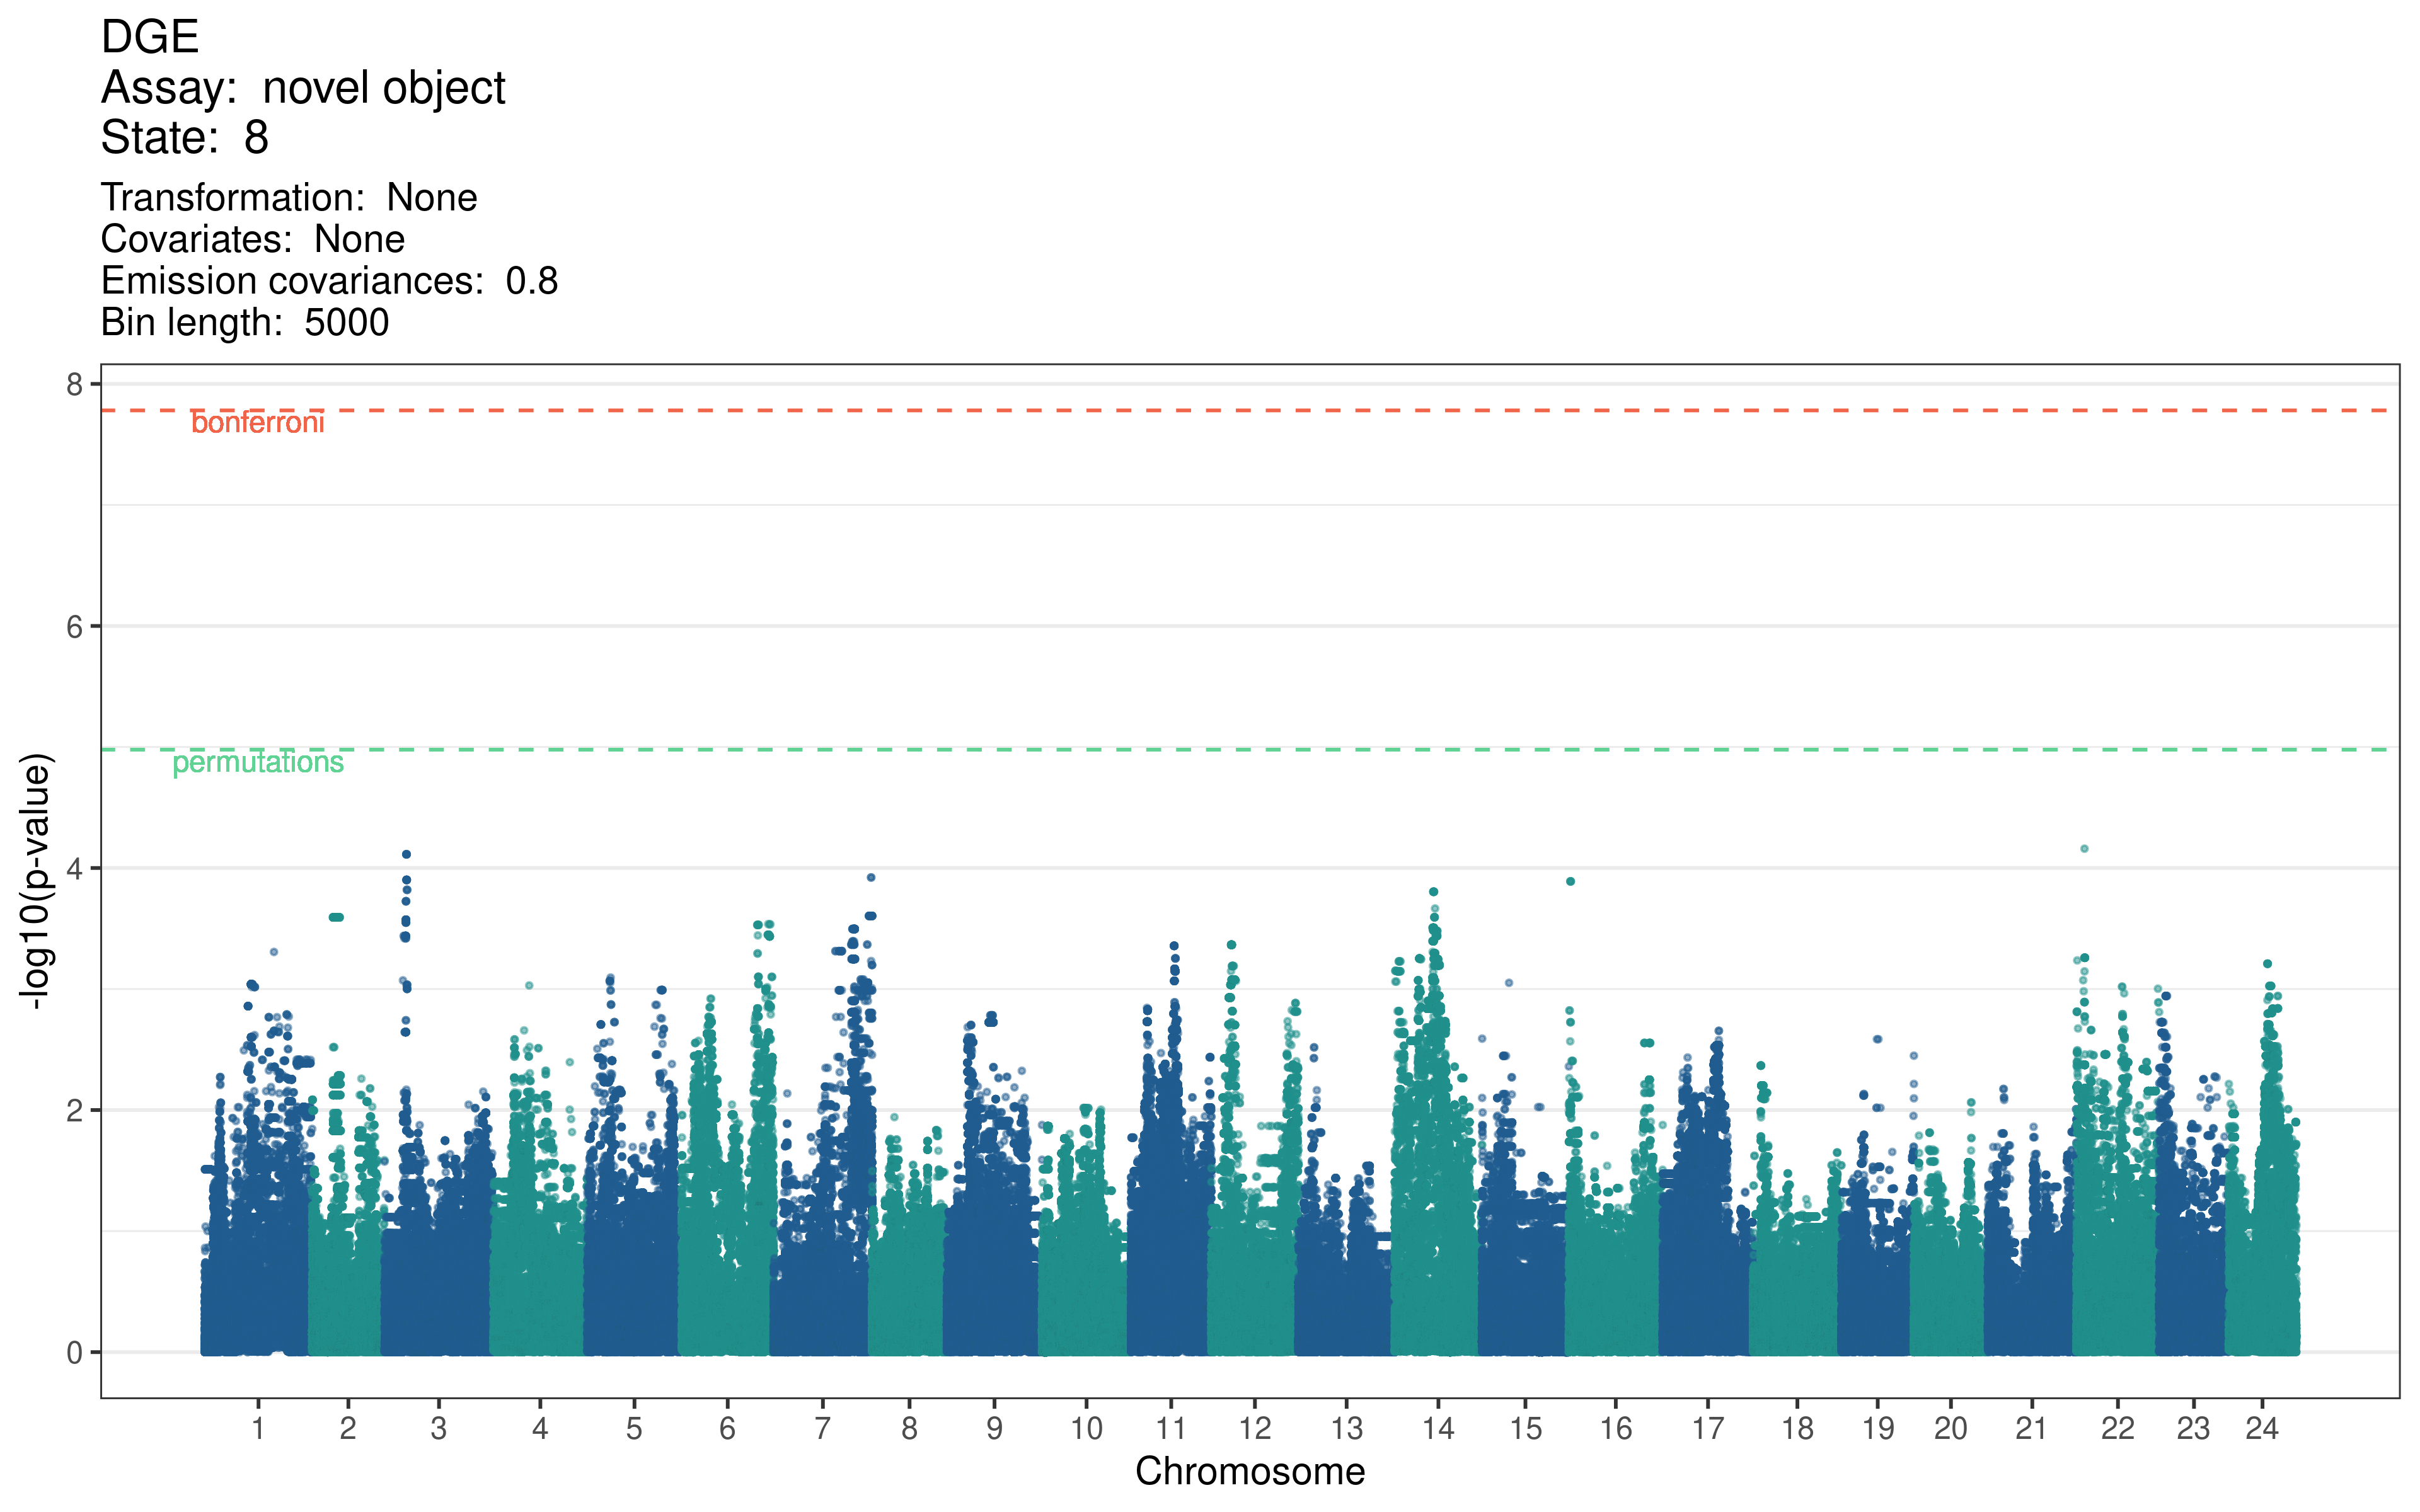 DGE
Assay:  novel object
State:  8
Transformation:  None
Covariates:  None
Emission covariances:  0.8
Bin length:  5000
8
bonferroni
6
permutations
4
2
0
-log10(p-value)
1 2 3 4 5 6 7 8 9 10 11 12 13 14 15 16 17 18 19 20 21 22 23 24
Chromosome